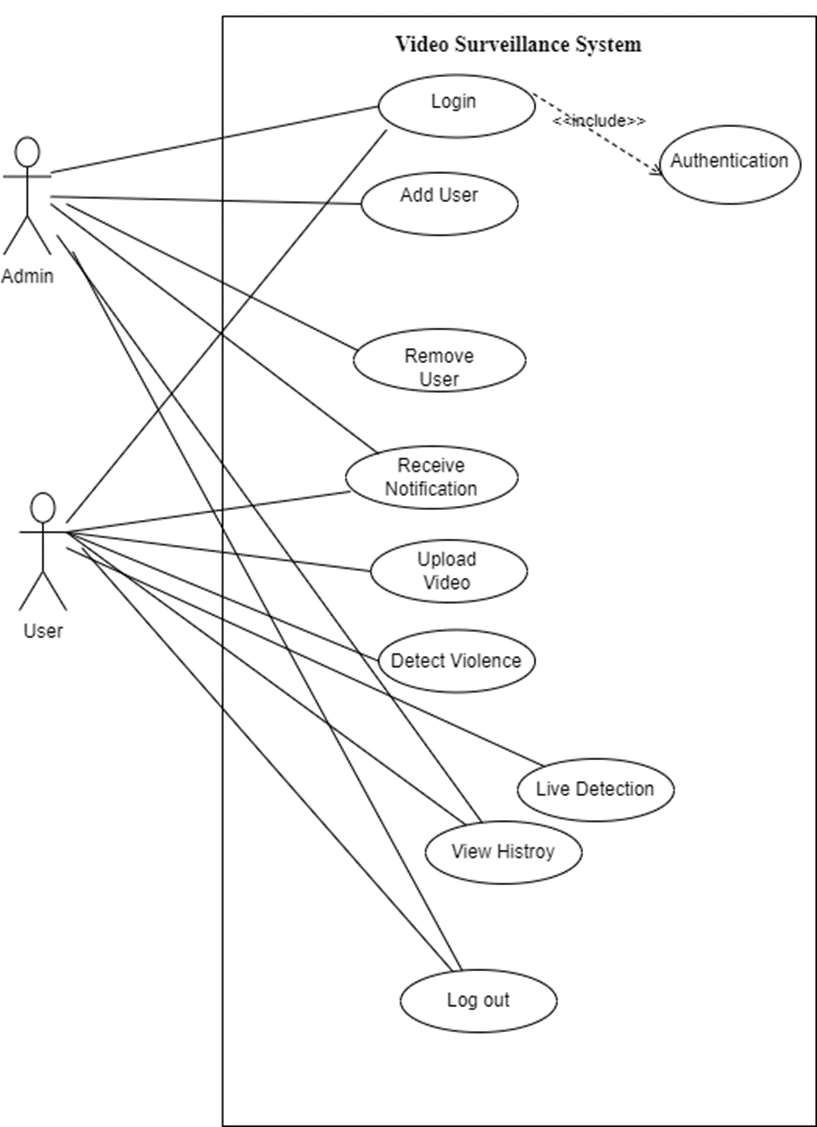 Video Surveillance System
Login
<<include>>
Authentication
Add User
Admin
Remove
User
Receive
Notification
Upload
Video
User
Detect Violence
Live Detection
View Histroy
Log out